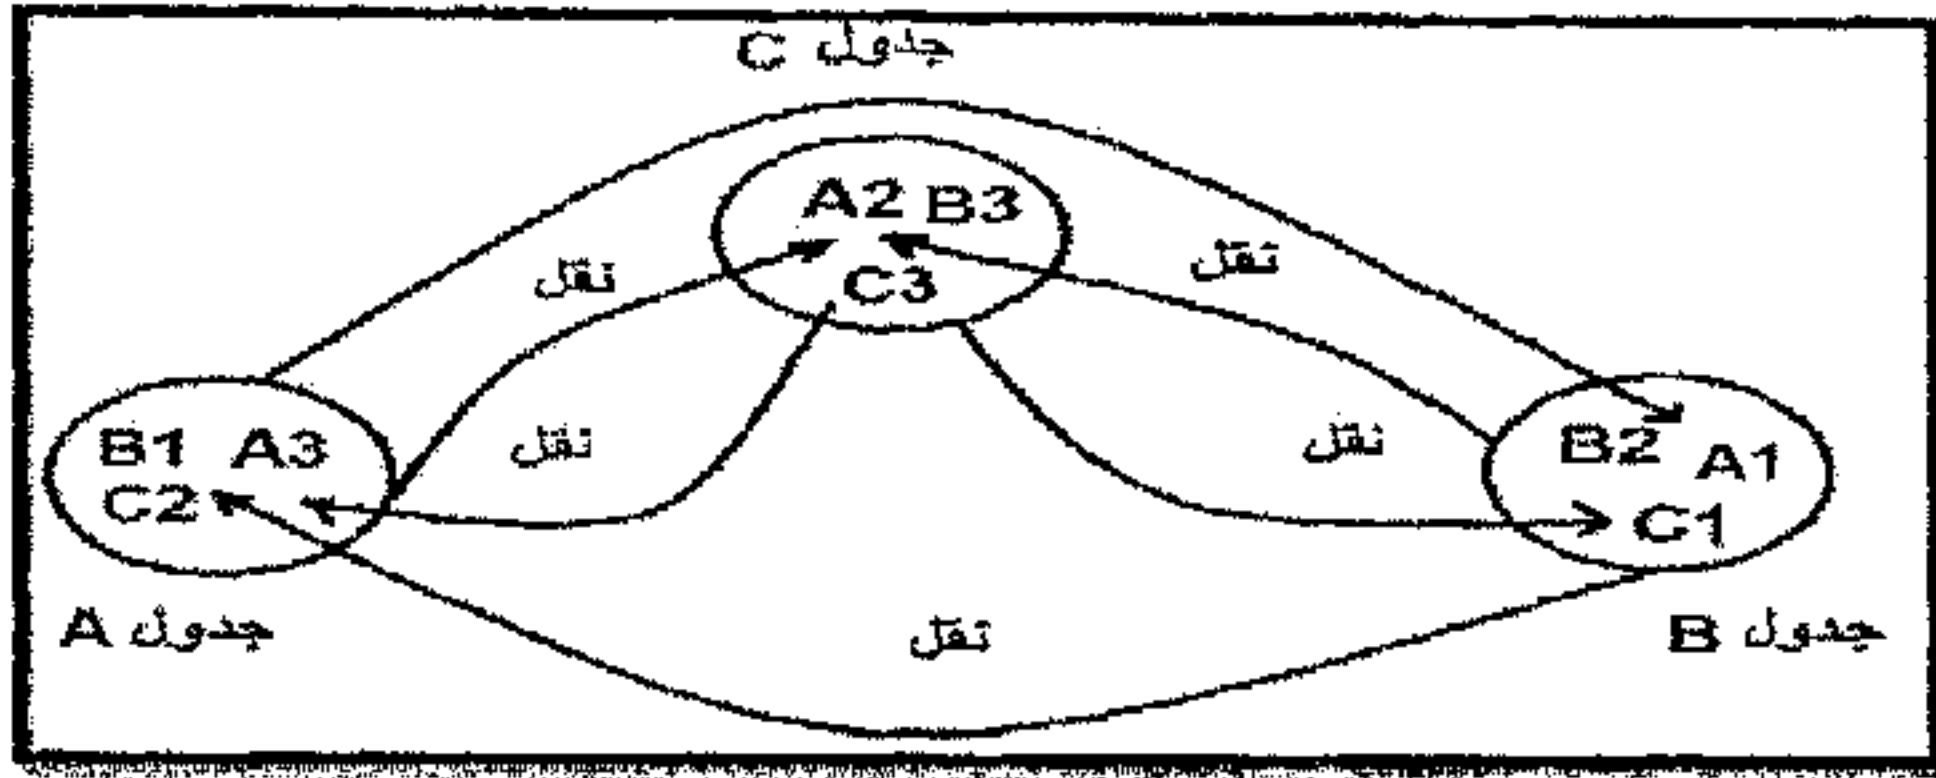 جدول C
A2 B3
C3
نقل
نقل
B1 A3
C2
نقل
نقل
B2 A1
C1
جدول A
نقل
جدول B